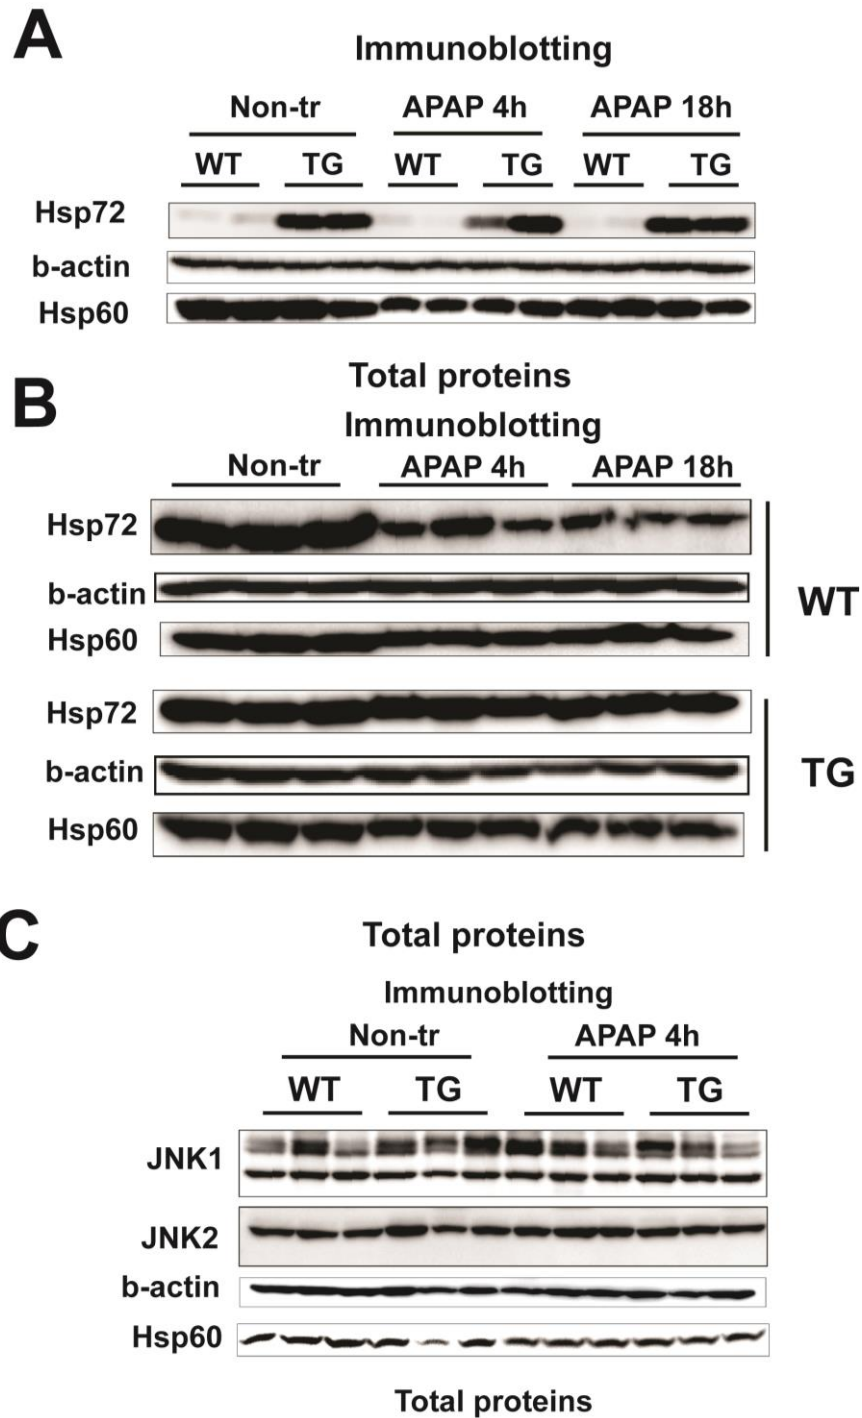 A
Immunoblotting
Non-tr APAP 4h APAP 18h
WT TG WT TG WT TG
Hsp72
b-actin
Hsp60
Total proteins
B
Immunoblotting
Non-tr APAP 4h APAP 18h
Hsp72
b-actin
Hsp60
WT
Hsp72
b-actin
Hsp60
TG
C
Total proteins
Immunoblotting
Non-tr APAP 4h
WT TG WT TG
JNK1
JNK2
b-actin
Hsp60
Total proteins